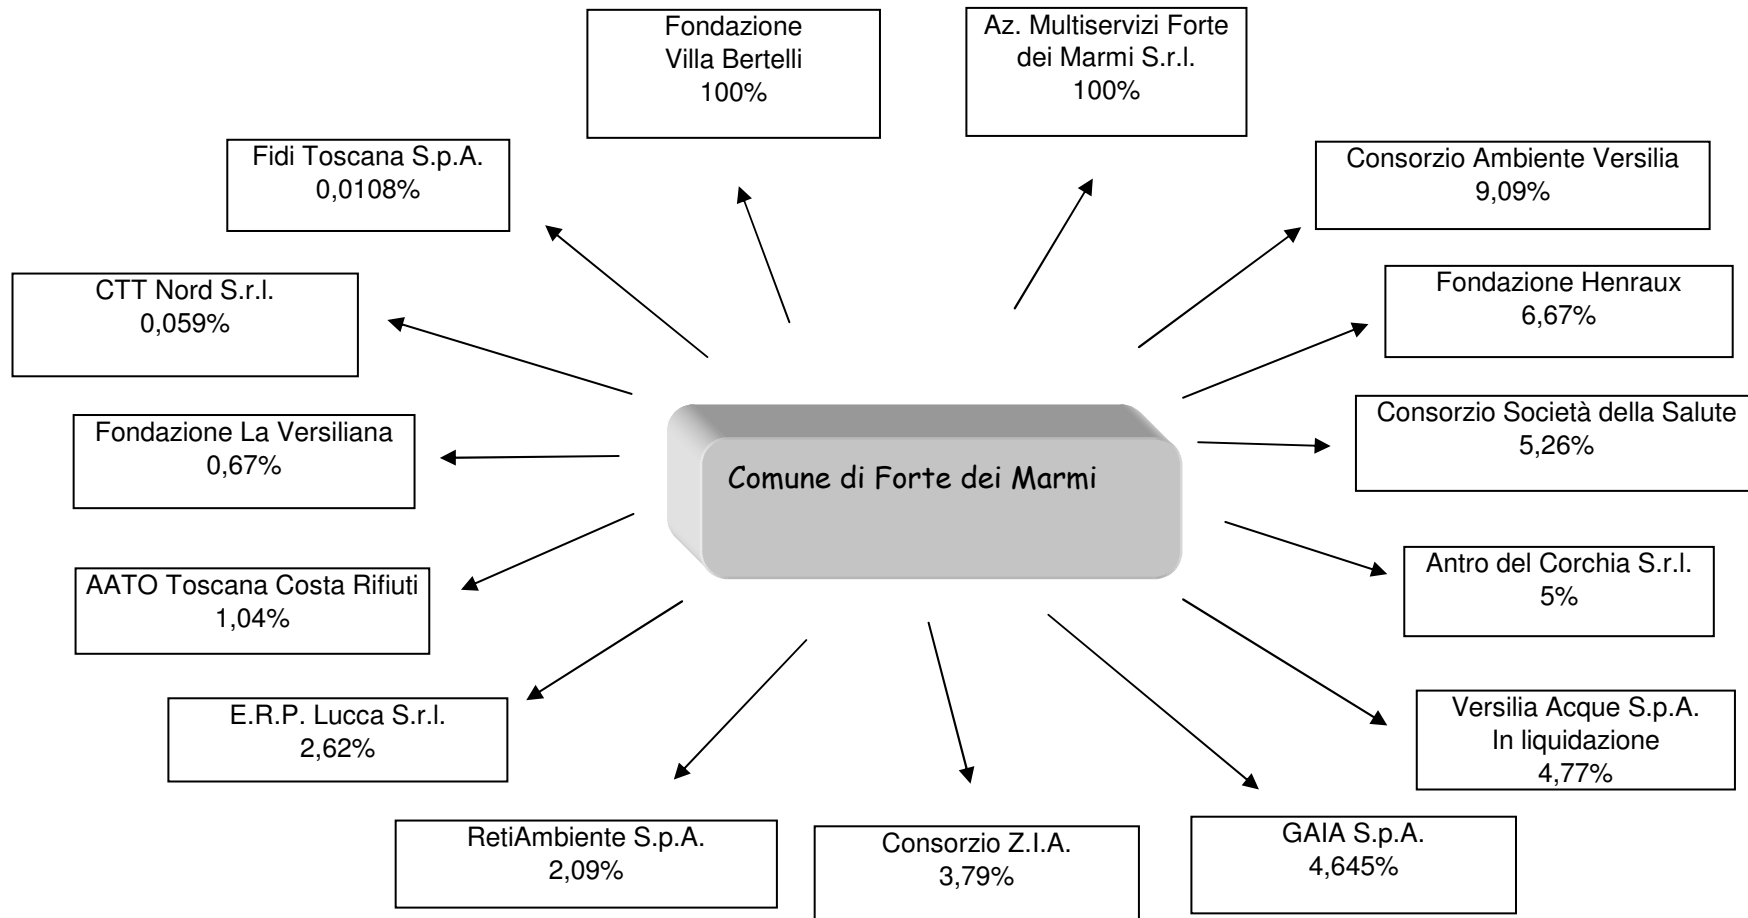 Fondazione
Villa Bertelli
100%
Az. Multiservizi Forte
dei Marmi S.r.l.
100%
Fidi Toscana S.p.A.
0,0108%
Consorzio Ambiente Versilia
9,09%
CTT Nord S.r.l.
0,059%
Fondazione Henraux
6,67%
Fondazione La Versiliana
0,67%
Consorzio Società della Salute
5,26%
Comune di Forte dei Marmi
AATO Toscana Costa Rifiuti
1,04%
Antro del Corchia S.r.l.
5%
E.R.P. Lucca S.r.l.
2,62%
Versilia Acque S.p.A.
In liquidazione
4,77%
RetiAmbiente S.p.A.
2,09%
Consorzio Z.I.A.
3,79%
GAIA S.p.A.
4,645%